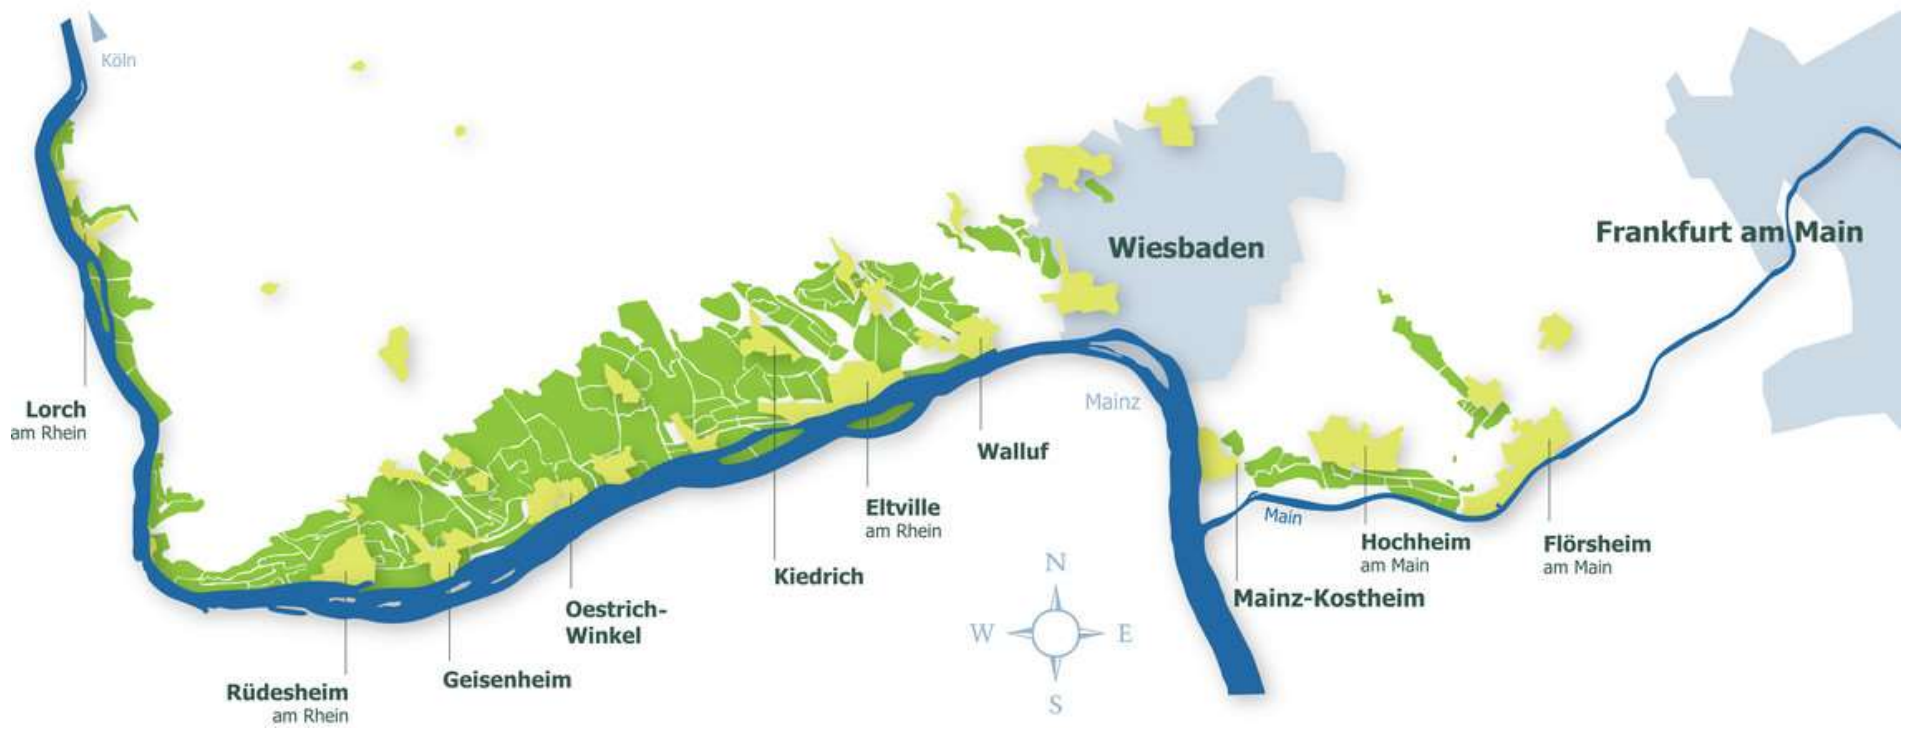 Köln
Wiesbaden
Frankfurt am Main
Lorch
am Rhein
Mainz
Walluf
Eltville
am Rhein
Main
Hochheim
am Main
Flörsheim
am Main
Kiedrich
Mainz-Kostheim
Oestrich-
Winkel
Geisenheim
Rüdesheim
am Rhein
N
W
E
S